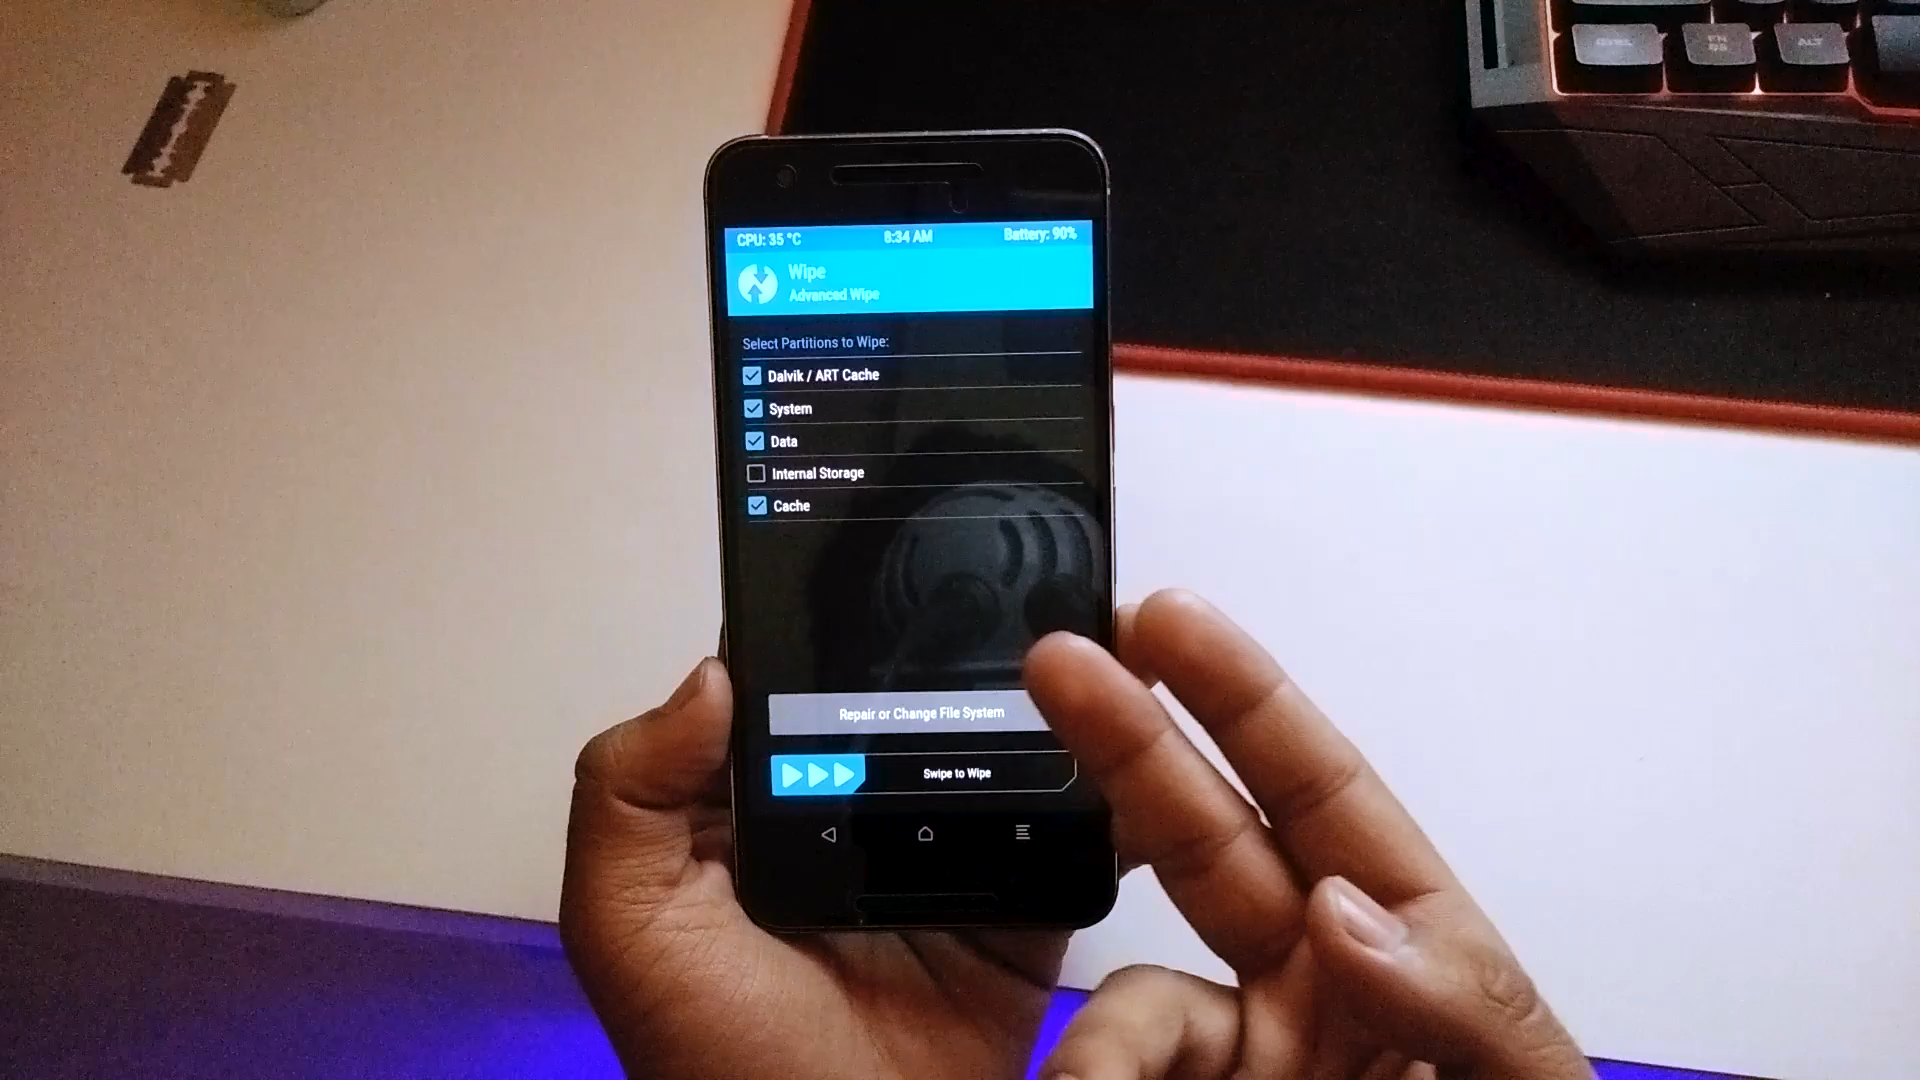 ALT
CPU: 35 °C 8:34 AM Battery: 90%
Wipe
Advanced Wipe
Select Partitions to Wipe:
Dalvik / ART Cache
System
Data
Internal Storage
Cache
Repair or Change File System
Swipe to Wipe